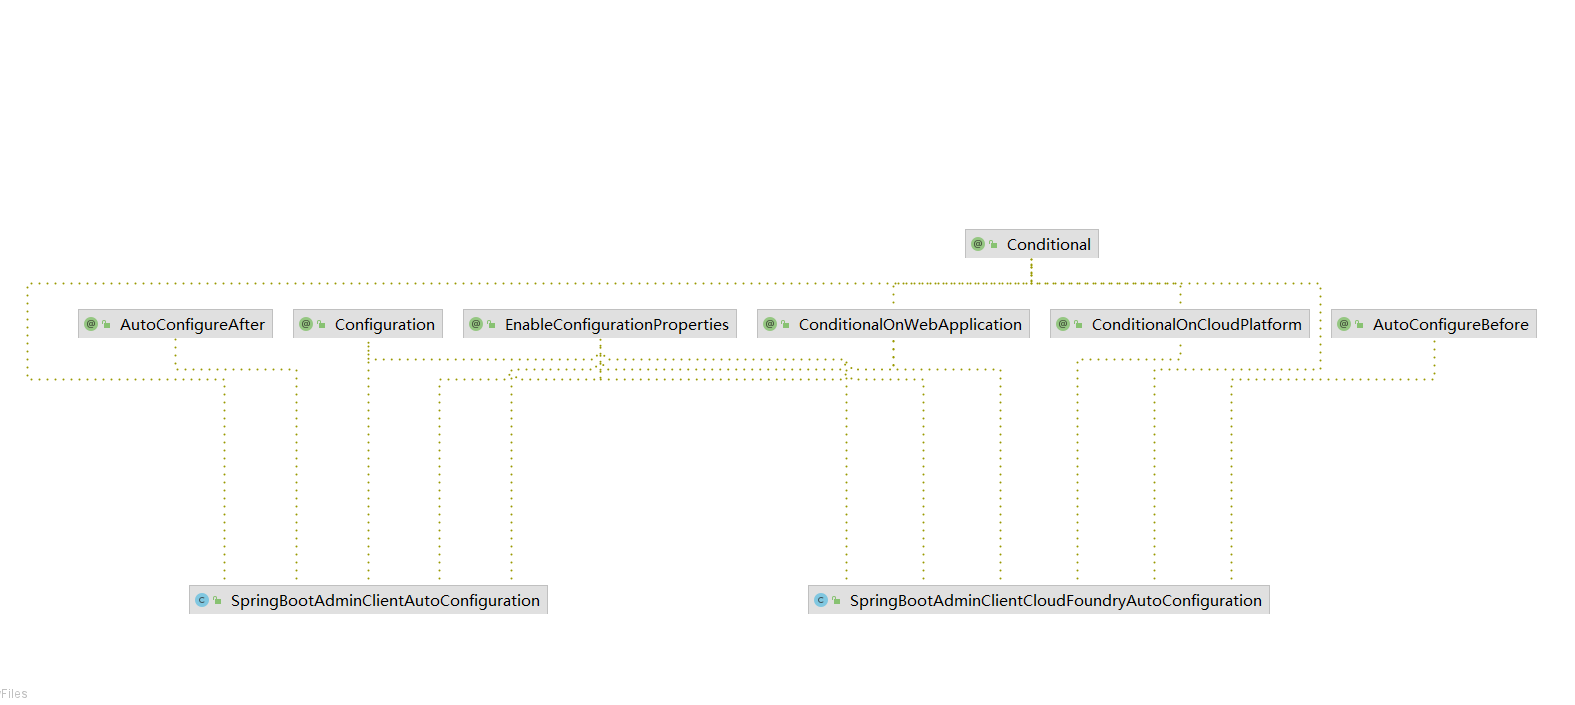 Conditional
AutoConfigureAfter
Configuration
EnableConfigurationProperties
ConditionalOnWebApplication
ConditionalOnCloudPlatform
AutoConfigureBefore
SpringBootAdminClientAutoConfiguration
SpringBootAdminClientCloudFoundryAutoConfiguration
Files